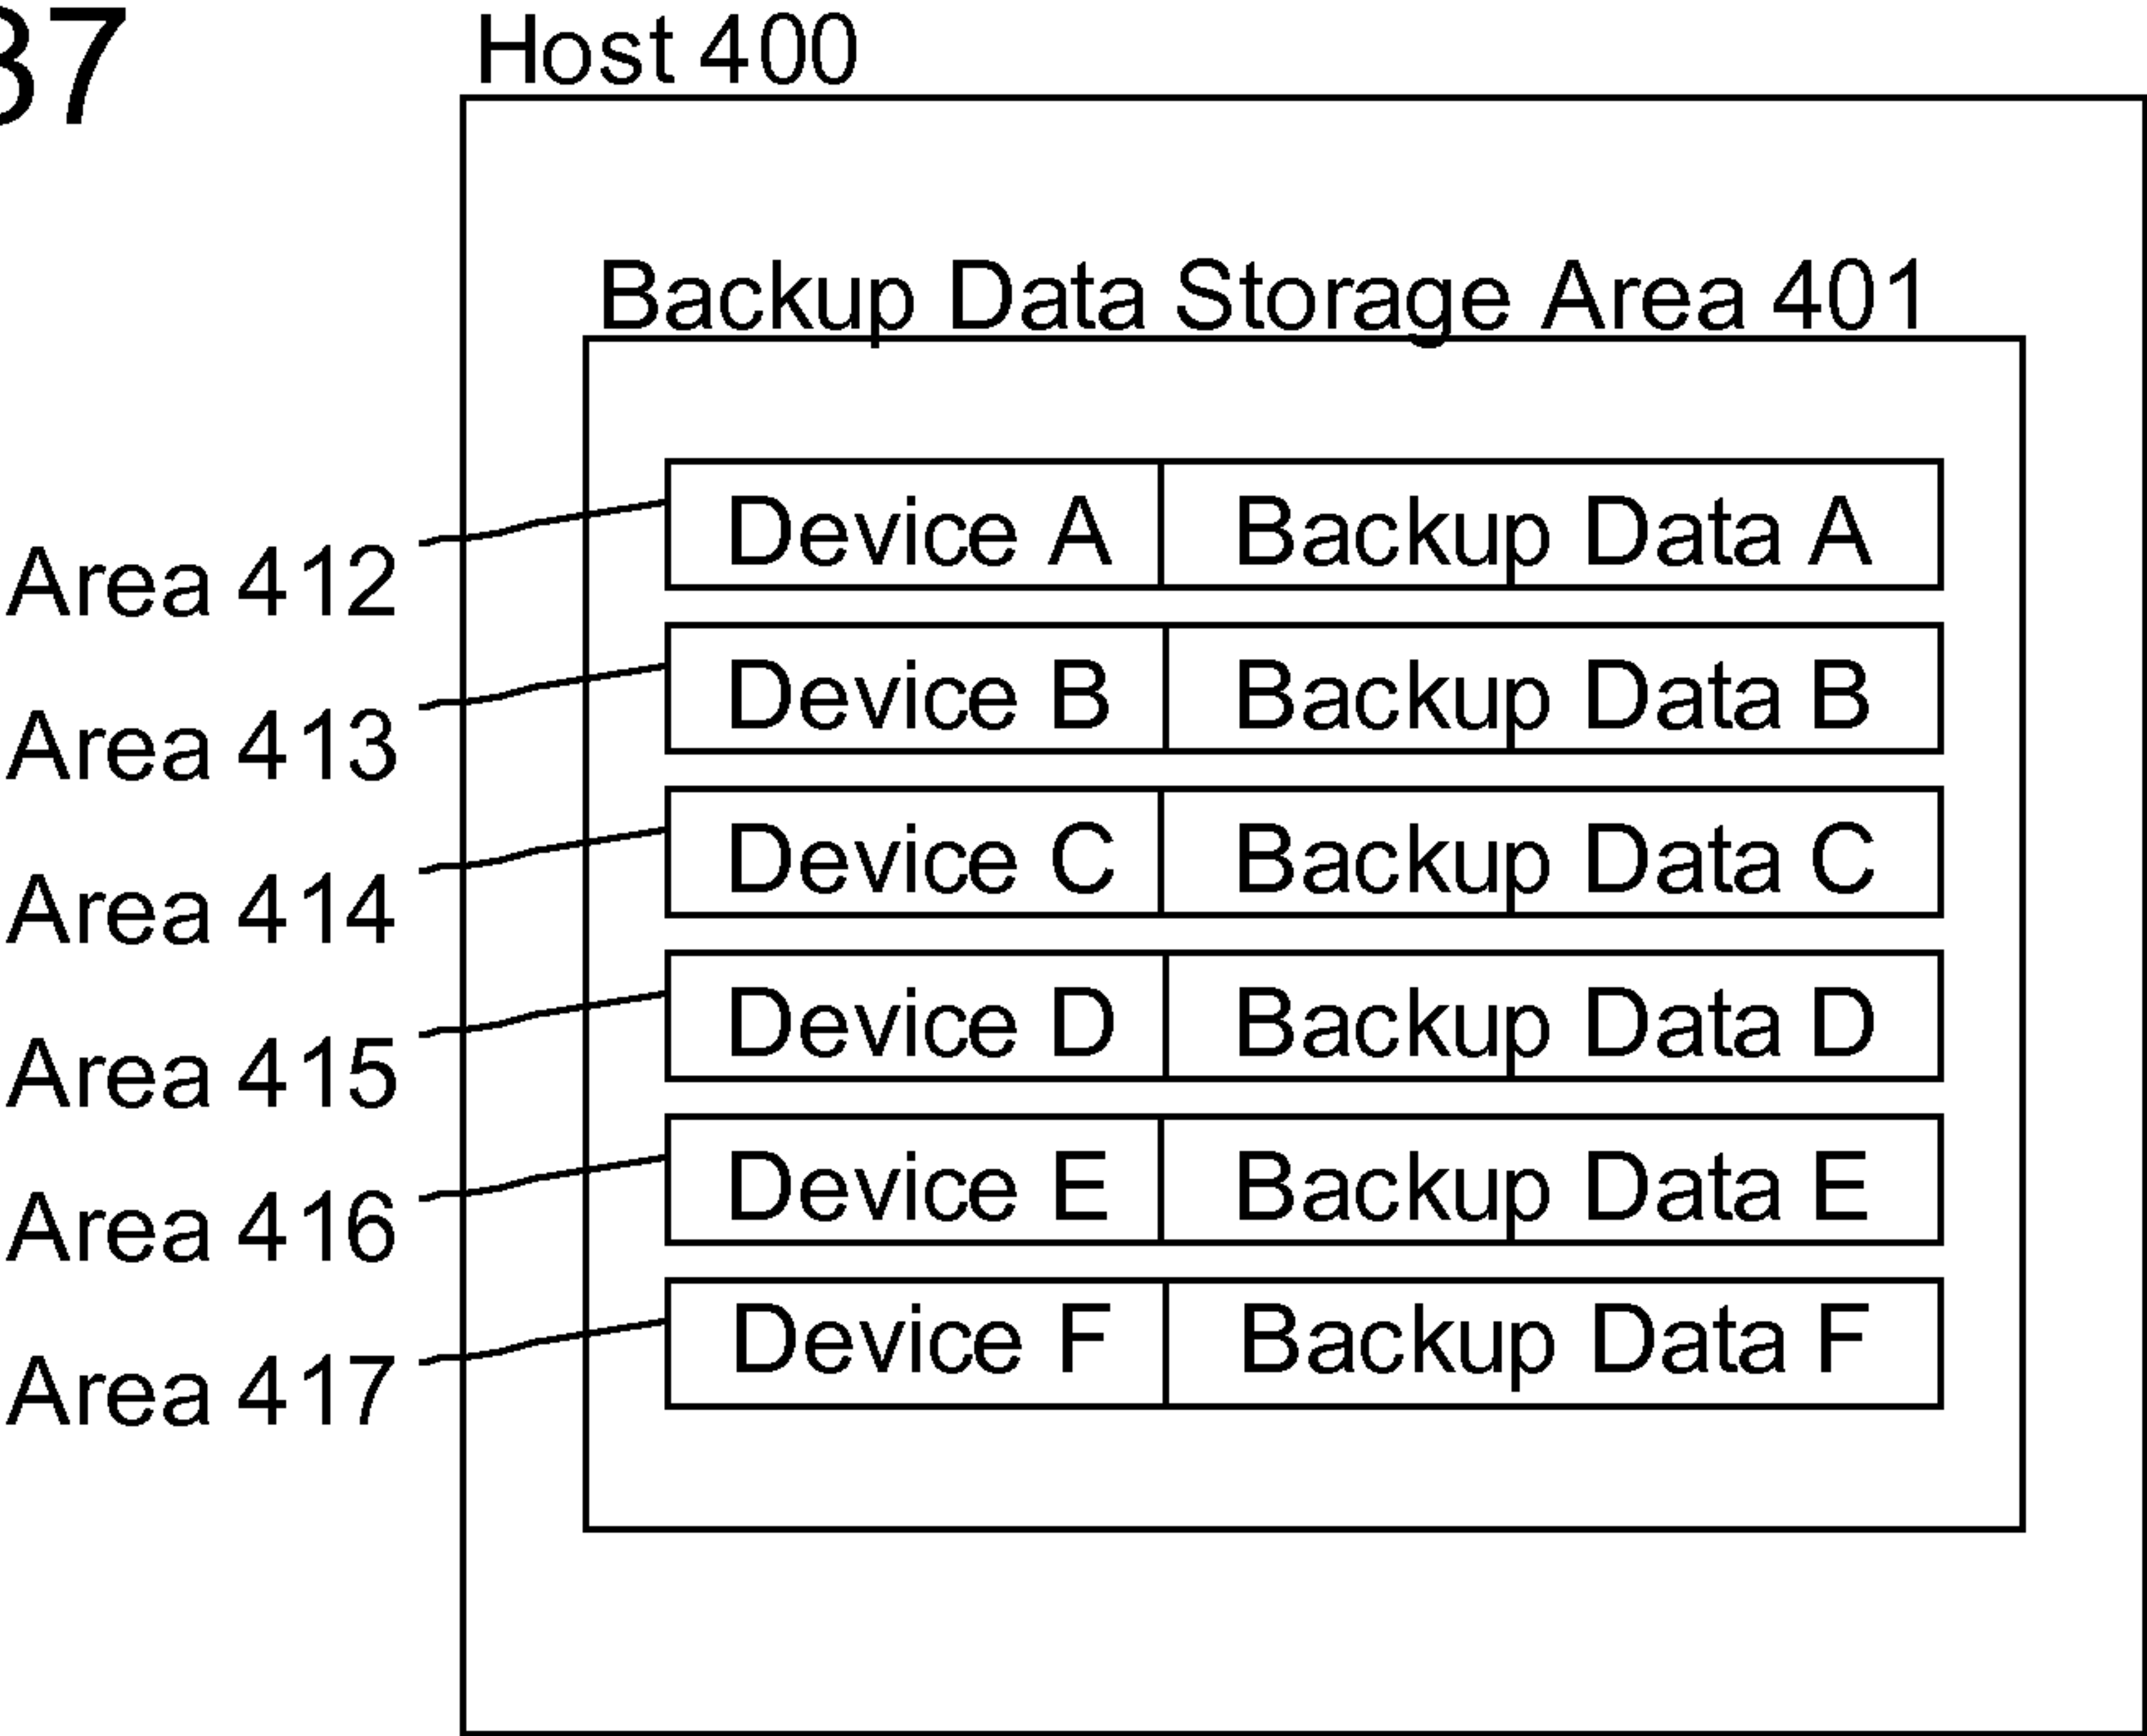 37
Host 400
Backup Data Storage Area 401
Area 412 Device A Backup Data A
Area 413 Device B Backup Data B
Area 414 Device C Backup Data C
Area 415 Device D Backup Data D
Area 416 Device E Backup Data E
Area 417 Device F Backup Data F